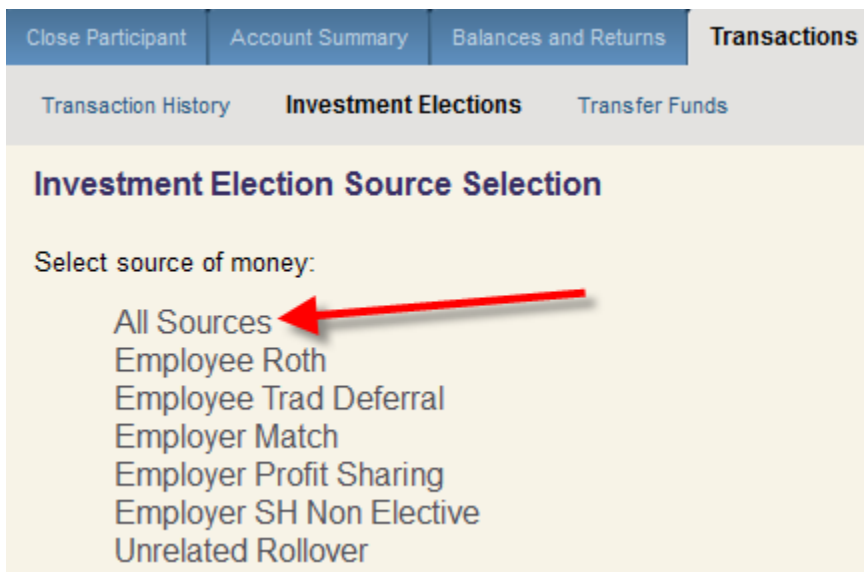 Close Participant Account Summary Balances and Returns Transactions
Transaction History Investment Elections Transfer Funds
Investment Election Source Selection
Select source of money:
All Sources
Employee Roth
Employee Trad Deferral
Employer Match
Employer Profit Sharing
Employer SH Non Elective
Unrelated Rollover